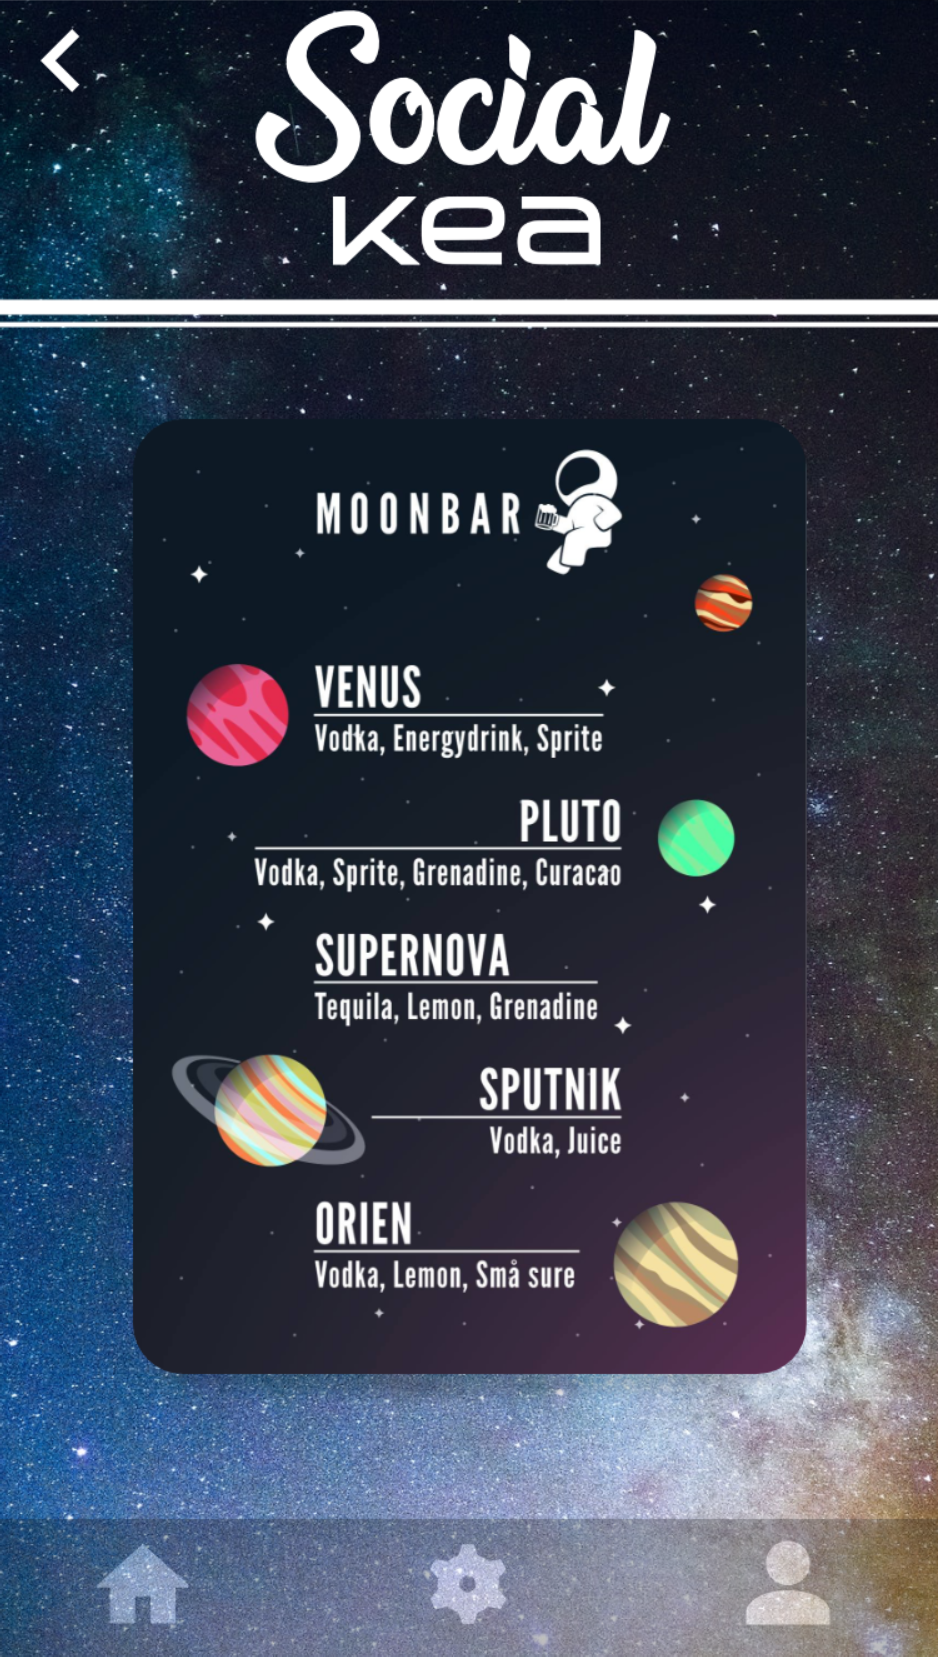 Social
Kea
MOONBAR
VENUS
Vodka, Energydrink, Sprite
PLUTO
Vodka, Sprite, Grenadine, Curacao
SUPERNOVA
Tequila, Lemon, Grenadine
SPUTNIK
Vodka, Juice
ORIEN
Vodka, Lemon, Små sure